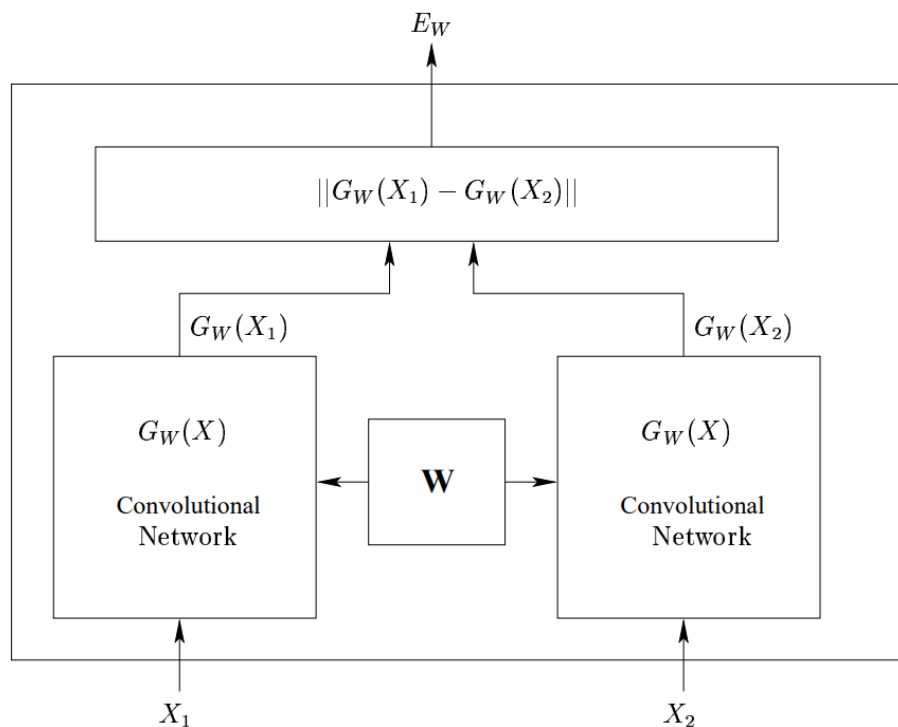 E_W
||G_W(X_1) − G_W(X_2)||
G_W(X_1)
G_W(X_2)
G_W(X)
Convolutional
Network
W
G_W(X)
Convolutional
Network
X_1
X_2